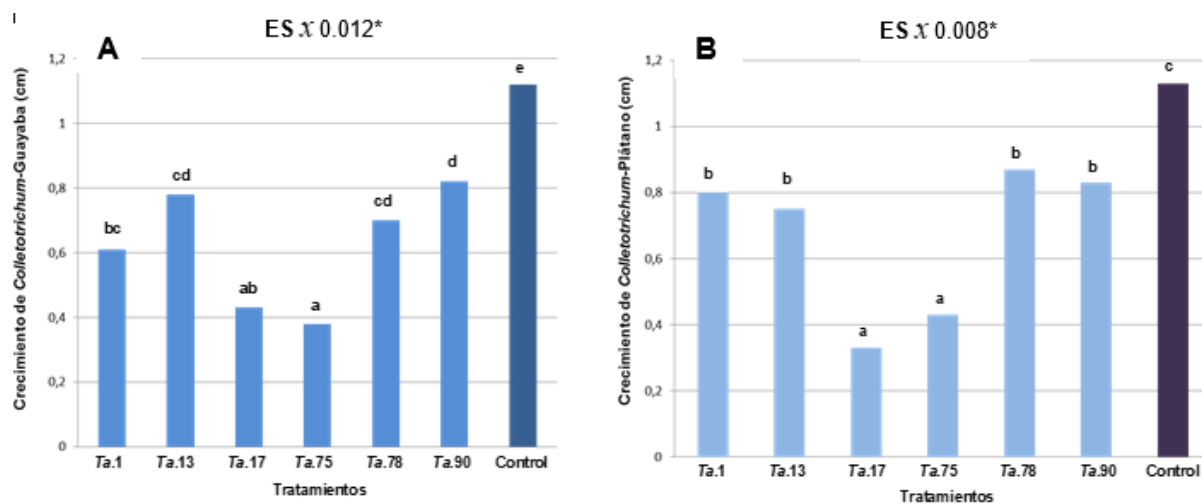 A
ES x 0.012*
Crecimiento de Colletotrichum-Guayaba (cm)
1,2
1
0,8
0,6
0,4
0,2
0
bc
cd
ab
a
cd
d
e
Ta.1 Ta.13 Ta.17 Ta.75 Ta.78 Ta.90 Control
Tratamientos
B
ES x 0.008*
Crecimiento de Colletotrichum-Plátano (cm)
1,2
1
0,8
0,6
0,4
0,2
0
b
b
a
a
b
b
c
Ta.1 Ta.13 Ta.17 Ta.75 Ta.78 Ta.90 Control
Tratamientos